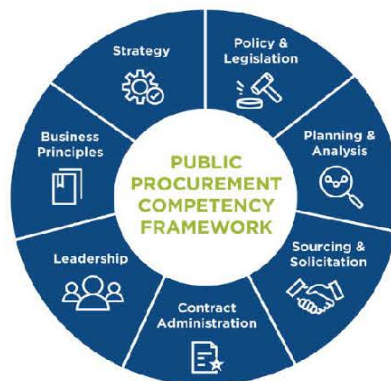 Strategy
Policy &
Legislation
Business
Principles
Planning &
Analysis
PUBLIC
PROCUREMENT
COMPETENCY
FRAMEWORK
Leadership
Sourcing &
Solicitation
Contract
Administration